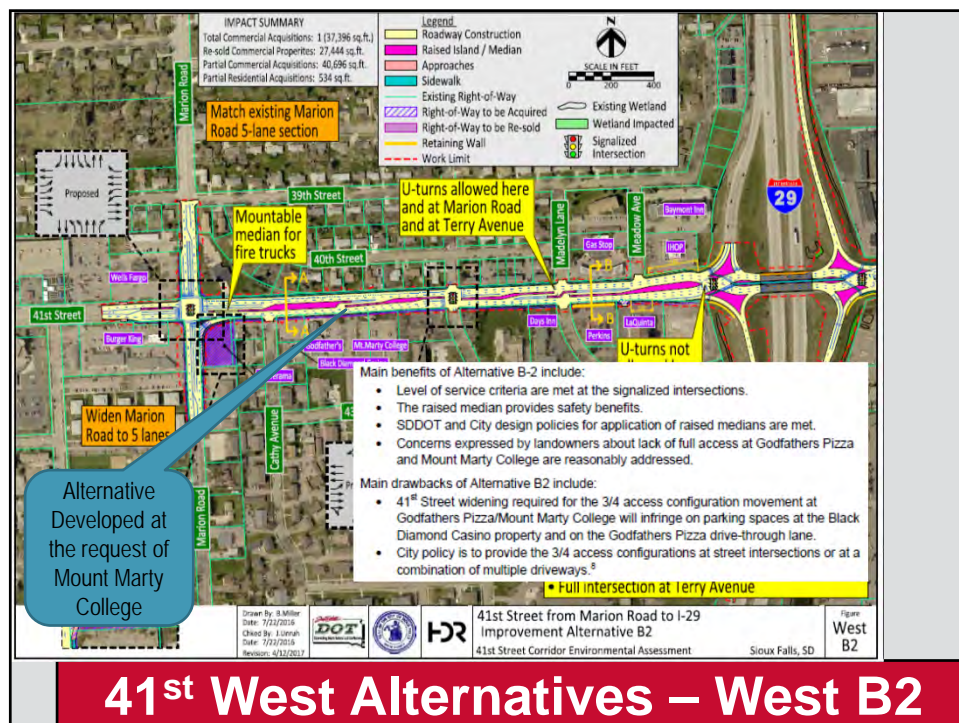 IMPACT SUMMARY
Total Commercial Acquisitions: 1 (37,396 sq.ft.)
Re-sold Commercial Properites: 27,444 sq.ft.
Partial Commercial Acquisitions: 40,696 sq.ft.
Partial Residential Acquisitions: 534 sq.ft.
Legend
Roadway Construction
Raised Island / Median
Approaches
Sidewalk
Existing Right-of-Way
Right-of-Way to be Acquired
Right-of-Way to be Re-sold
Retaining Wall
Work Limit
N
SCALE IN FEET
0 200 400
Existing Wetland
Wetland Impacted
Signalized
Intersection
Marion Road
Match existing Marion
Road 5-lane section
Proposed
39th Street
Mountable
median for
fire trucks
40th Street
U-turns allowed here
and at Marion Road
and at Terry Avenue
Madelyn Lane
Meadow Ave
Baymont Inn
Gas Stop
IHOP
29
Wells Fargo
41st Street
A
A
B
B
Burger King
Godfather's
Mt.Marty College
Days Inn
Perkins
LaQuinta
U-turns not
Black
Widen Marion
Road to 5 lanes
Cathy Avenue
Marion Road
Alternative
Developed at
the request of
Mount Marty
College
Main benefits of Alternative B-2 include:
• Level of service criteria are met at the signalized intersections.
• The raised median provides safety benefits.
• SDDOT and City design policies for application of raised medians are met.
• Concerns expressed by landowners about lack of full access at Godfathers Pizza
and Mount Marty College are reasonably addressed.
Main drawbacks of Alternative B2 include:
• 41st Street widening required for the 3/4 access configuration movement at
Godfathers Pizza/Mount Marty College will infringe on parking spaces at the Black
Diamond Casino property and on the Godfathers Pizza drive-through lane.
• City policy is to provide the 3/4 access configurations at street intersections or at a
combination of multiple driveways.8
• Full intersection at Terry Avenue
Drawn By: B.Miller
Date: 7/22/2016
Chked By: J.Unruh
Date: 7/22/2016
Revision: 4/12/2017
DOT
HDR
41st Street from Marion Road to I-29
Improvement Alternative B2
41st Street Corridor Environmental Assessment
Sioux Falls, SD
Figure
West
B2
41st West Alternatives – West B2